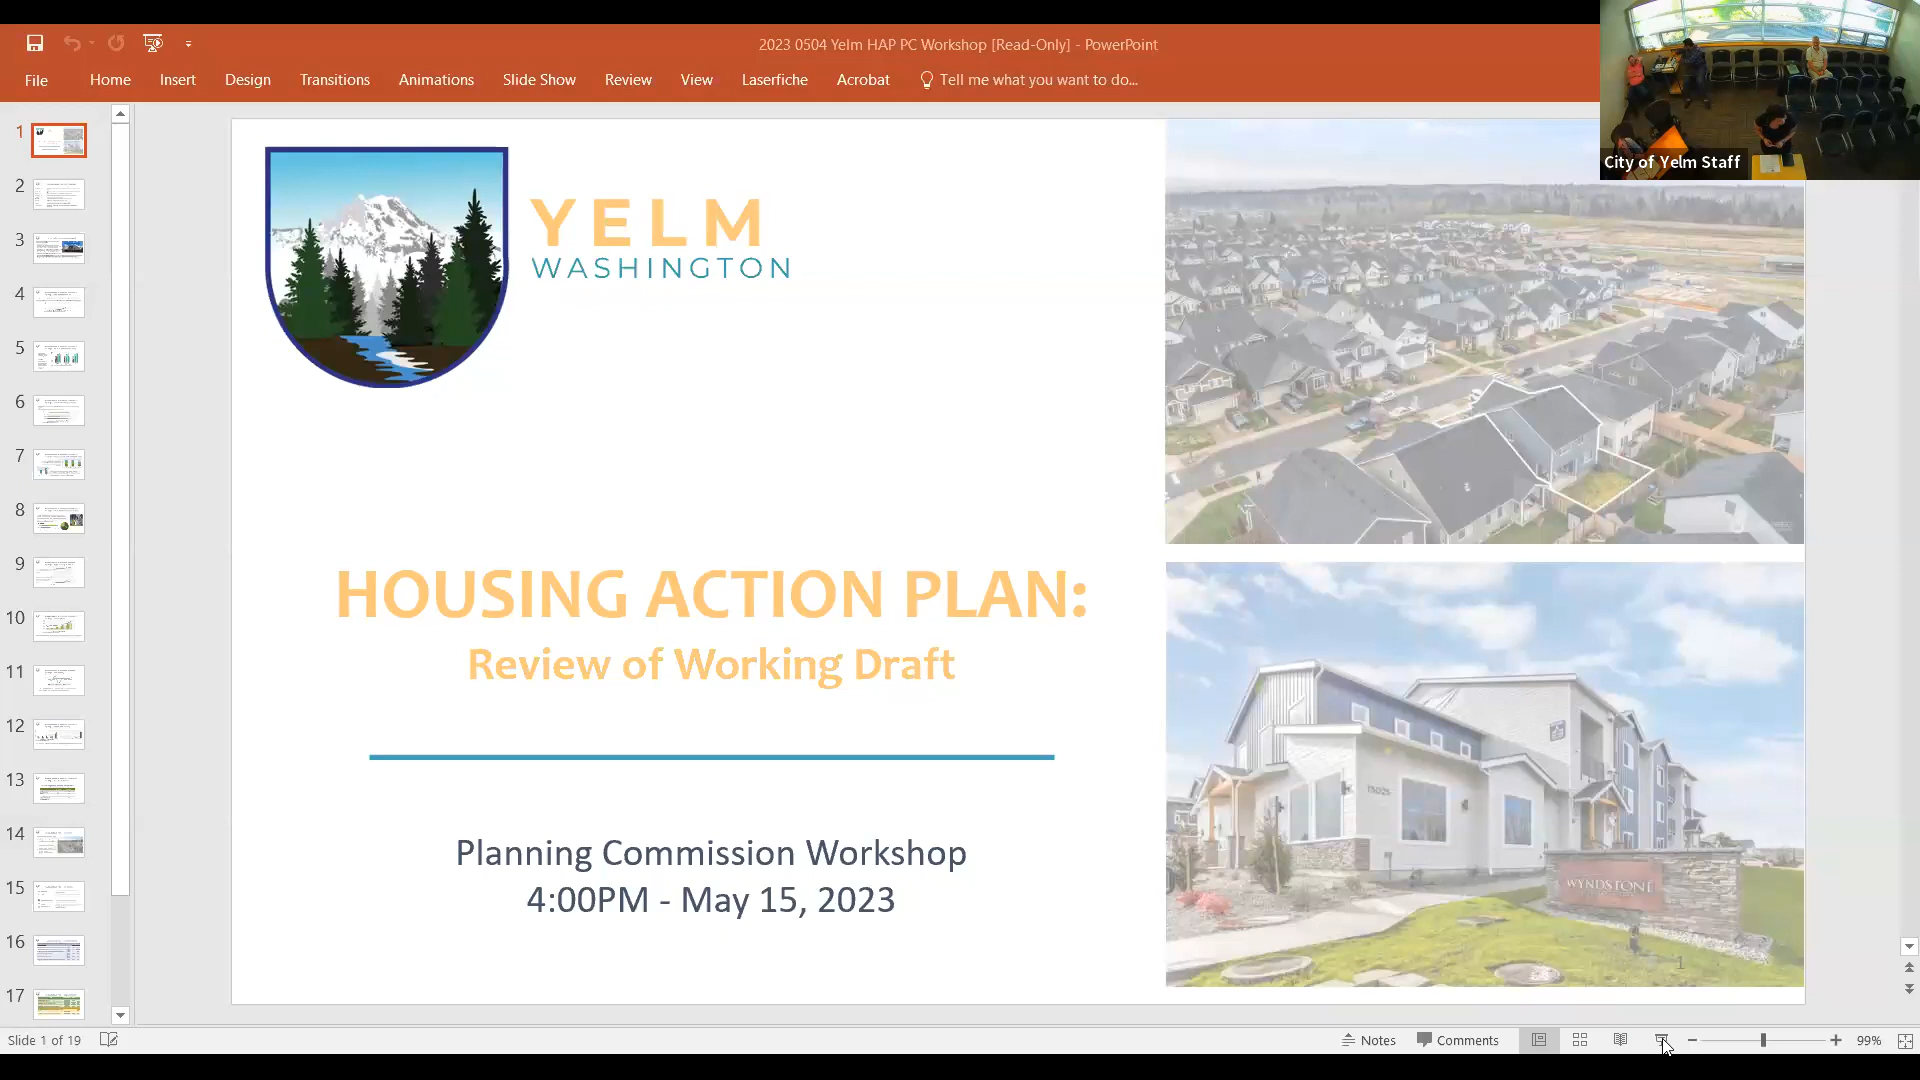 2023 0504 Yelm HAP PC Workshop [Read-Only] - PowerPoint
File Home Insert Design Transitions Animations Slide Show Review View Laserfiche Acrobat Tell me what you want to do...
City of Yelm Staff
1
2
3
4
5
6
7
8
9
10
11
12
13
14
15
16
17
YELM
WASHINGTON
HOUSING ACTION PLAN:
Review of Working Draft
Planning Commission Workshop
4:00PM - May 15, 2023
15025
WYNDSTONE
1
Slide 1 of 19 Notes Comments 99%